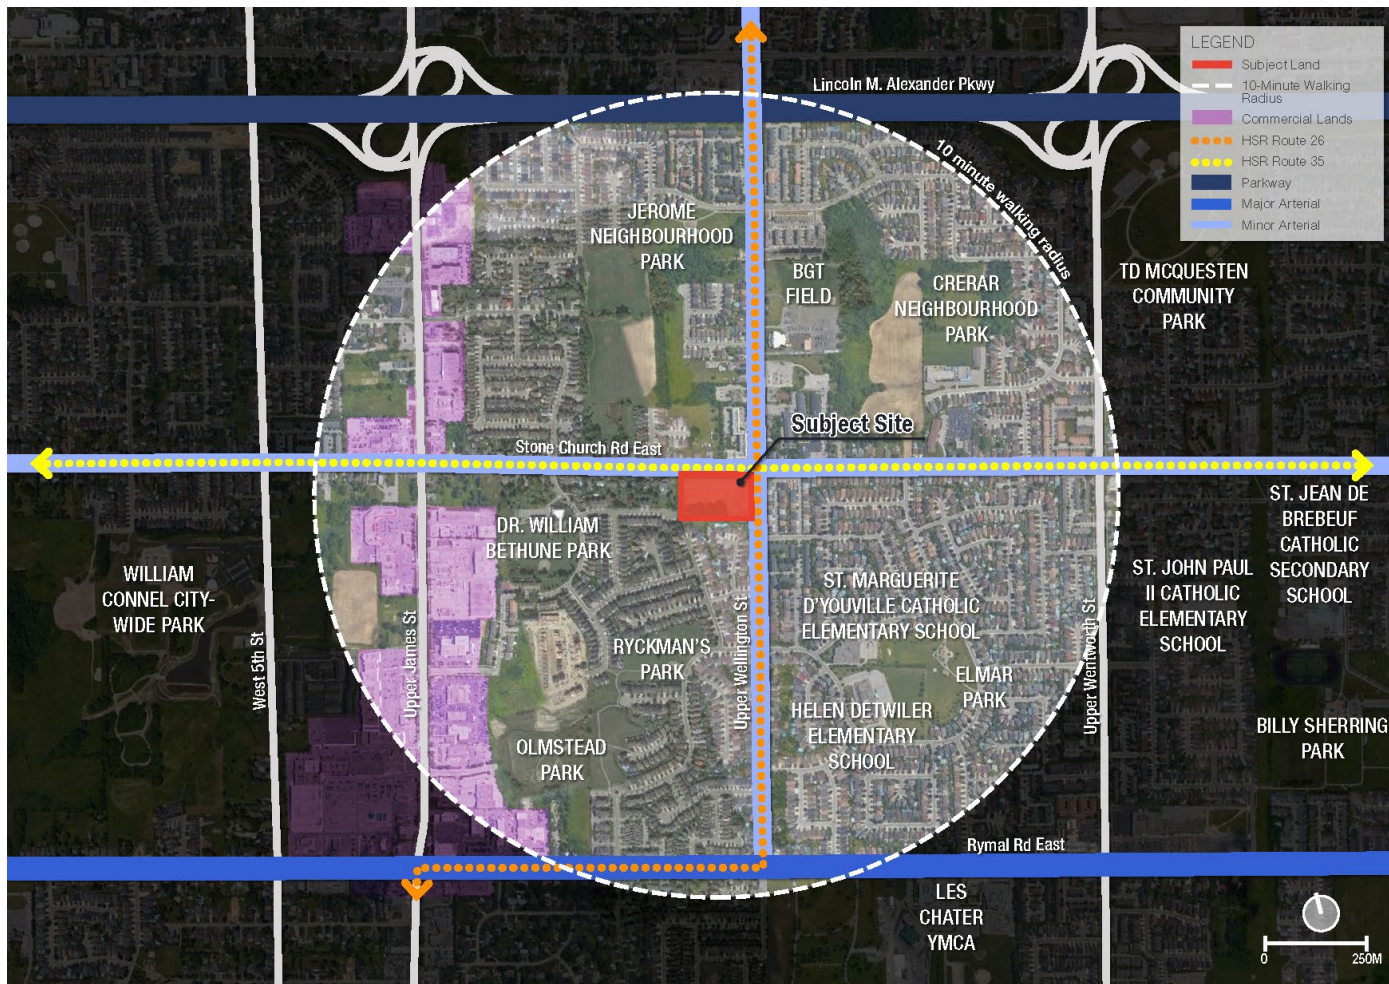 LEGEND
Subject Land
10-Minute Walking
Radius
Commercial Lands
HSR Route 26
HSR Route 35
Parkway
Major Arterial
Minor Arterial
Lincoln M. Alexander Pkwy
10 minute walking radius
JEROME
NEIGHBOURHOOD
PARK
BGT
FIELD
CRERAR
NEIGHBOURHOOD
PARK
TD MCQUESTEN
COMMUNITY
PARK
Subject Site
Stone Church Rd East
DR. WILLIAM
BETHUNE PARK
WILLIAM
CONNEL CITY-
WIDE PARK
ST. MARGUERITE
D'YOUVILLE CATHOLIC
ELEMENTARY SCHOOL
ST. JOHN PAUL
II CATHOLIC
ELEMENTARY
SCHOOL
ST. JEAN DE
BREBEUF
CATHOLIC
SECONDARY
SCHOOL
West 5th St
Upper James St
Upper Wellington St
Upper Wentworth St
RYCKMAN'S
PARK
ELMAR
PARK
OLMSTEAD
PARK
HELEN DETWILER
ELEMENTARY
SCHOOL
BILLY SHERRING
PARK
Rymal Rd East
LES
CHATER
YMCA
0
250M